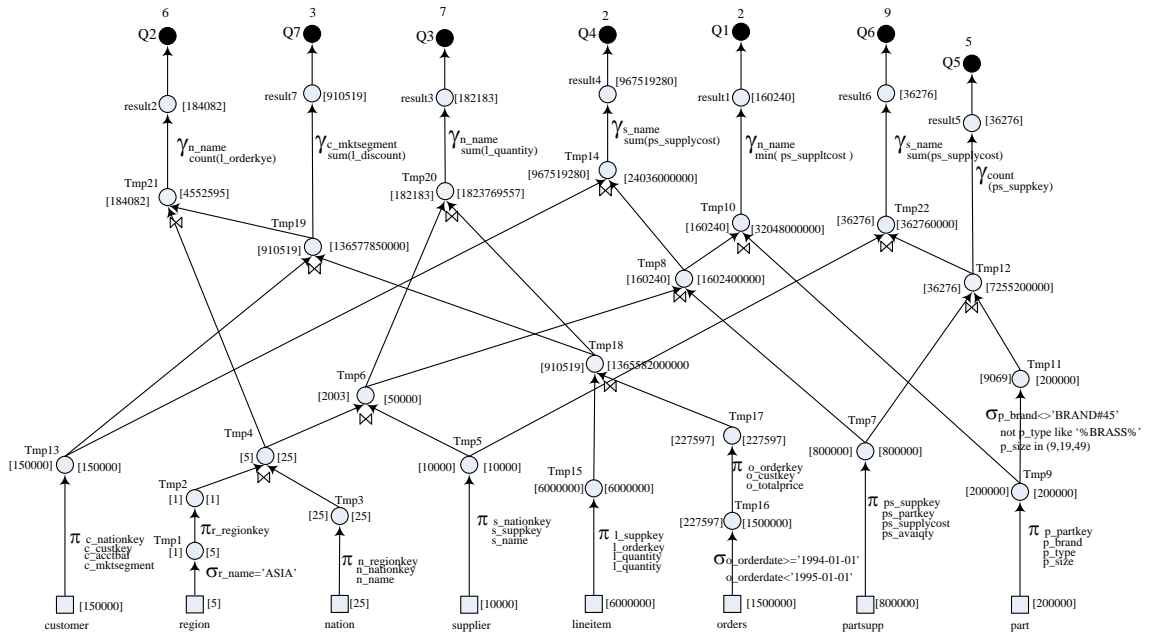 6
3
7
2
2
9
Q2
Q7
Q3
Q4
Q1
Q6
5
Q5
result2 [184082]
result7 [910519]
result3 [182183]
result4 [967519280]
result1 [160240]
result6 [36276]
result5 [36276]
γn_name
count(l_orderkye)
γc_mktsegment
sum(l_discount)
γn_name
sum(l_quantity)
γs_name
sum(ps_supplycost)
γn_name
min( ps_suppltcost )
γs_name
sum(ps_supplycost)
γcount
(ps_suppkey)
Tmp21
[184082] [4552595]
Tmp19
[910519] [136577850000]
Tmp20
[182183] [1823769557]
Tmp14
[967519280] [24036000000]
Tmp10
[160240] [32048000000]
Tmp22
[36276] [362760000]
Tmp8
[160240] [1602400000]
Tmp12
[36276] [7255200000]
Tmp18
[910519] [1365582000000
Tmp6
[2003] [50000]
Tmp11
[9069] [200000]
σp_brand<>'BRAND#45'
not p_type like '%BRASS%'
p_size in (9,19,49)
Tmp13
[150000] [150000]
Tmp4
[5] [25]
Tmp5
[10000] [10000]
Tmp17
[227597] [227597]
Tmp7
[800000] [800000]
Tmp2
[1] [1]
Tmp3
[25] [25]
Tmp15
[6000000] [6000000]
π o_orderkey
o_custkey
o_totalprice
Tmp16
[227597] [1500000]
Tmp9
[200000] [200000]
π c_nationkey
c_custkey
c_acctbal
c_mktsegment
πr_regionkey
Tmp1
[1] [5]
σr_name='ASIA'
π n_regionkey
n_nationkey
n_name
π s_nationkey
s_suppkey
s_name
π l_suppkey
l_orderkey
l_quantity
l_quantity
σo_orderdate>='1994-01-01'
o_orderdate<'1995-01-01'
π ps_suppkey
ps_partkey
ps_supplycost
ps_avaiqty
π p_partkey
p_brand
p_type
p_size
[150000]
[5]
[25]
[10000]
[6000000]
[1500000]
[800000]
[200000]
customer
region
nation
supplier
lineitem
orders
partsupp
part